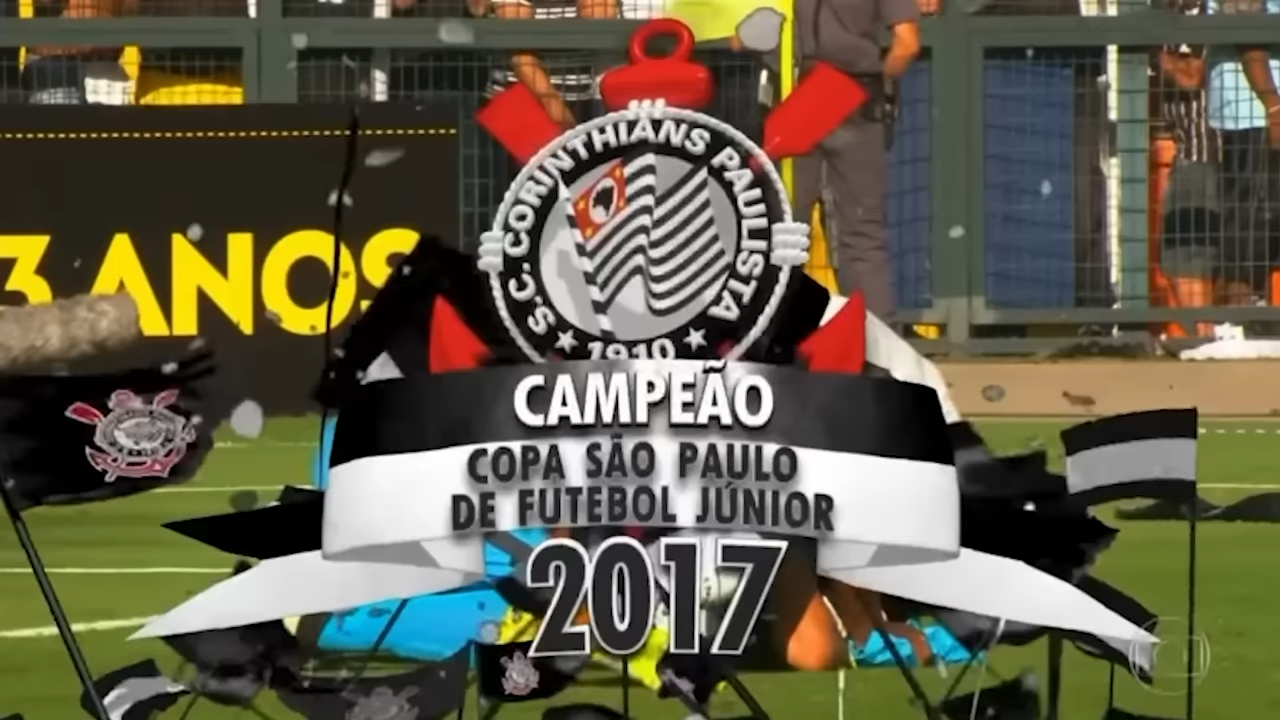 S.C. CORINTHIANS PAULISTA
1910
3 ANOS
CAMPEÃO
COPA SÃO PAULO
DE FUTEBOL JÚNIOR
2017